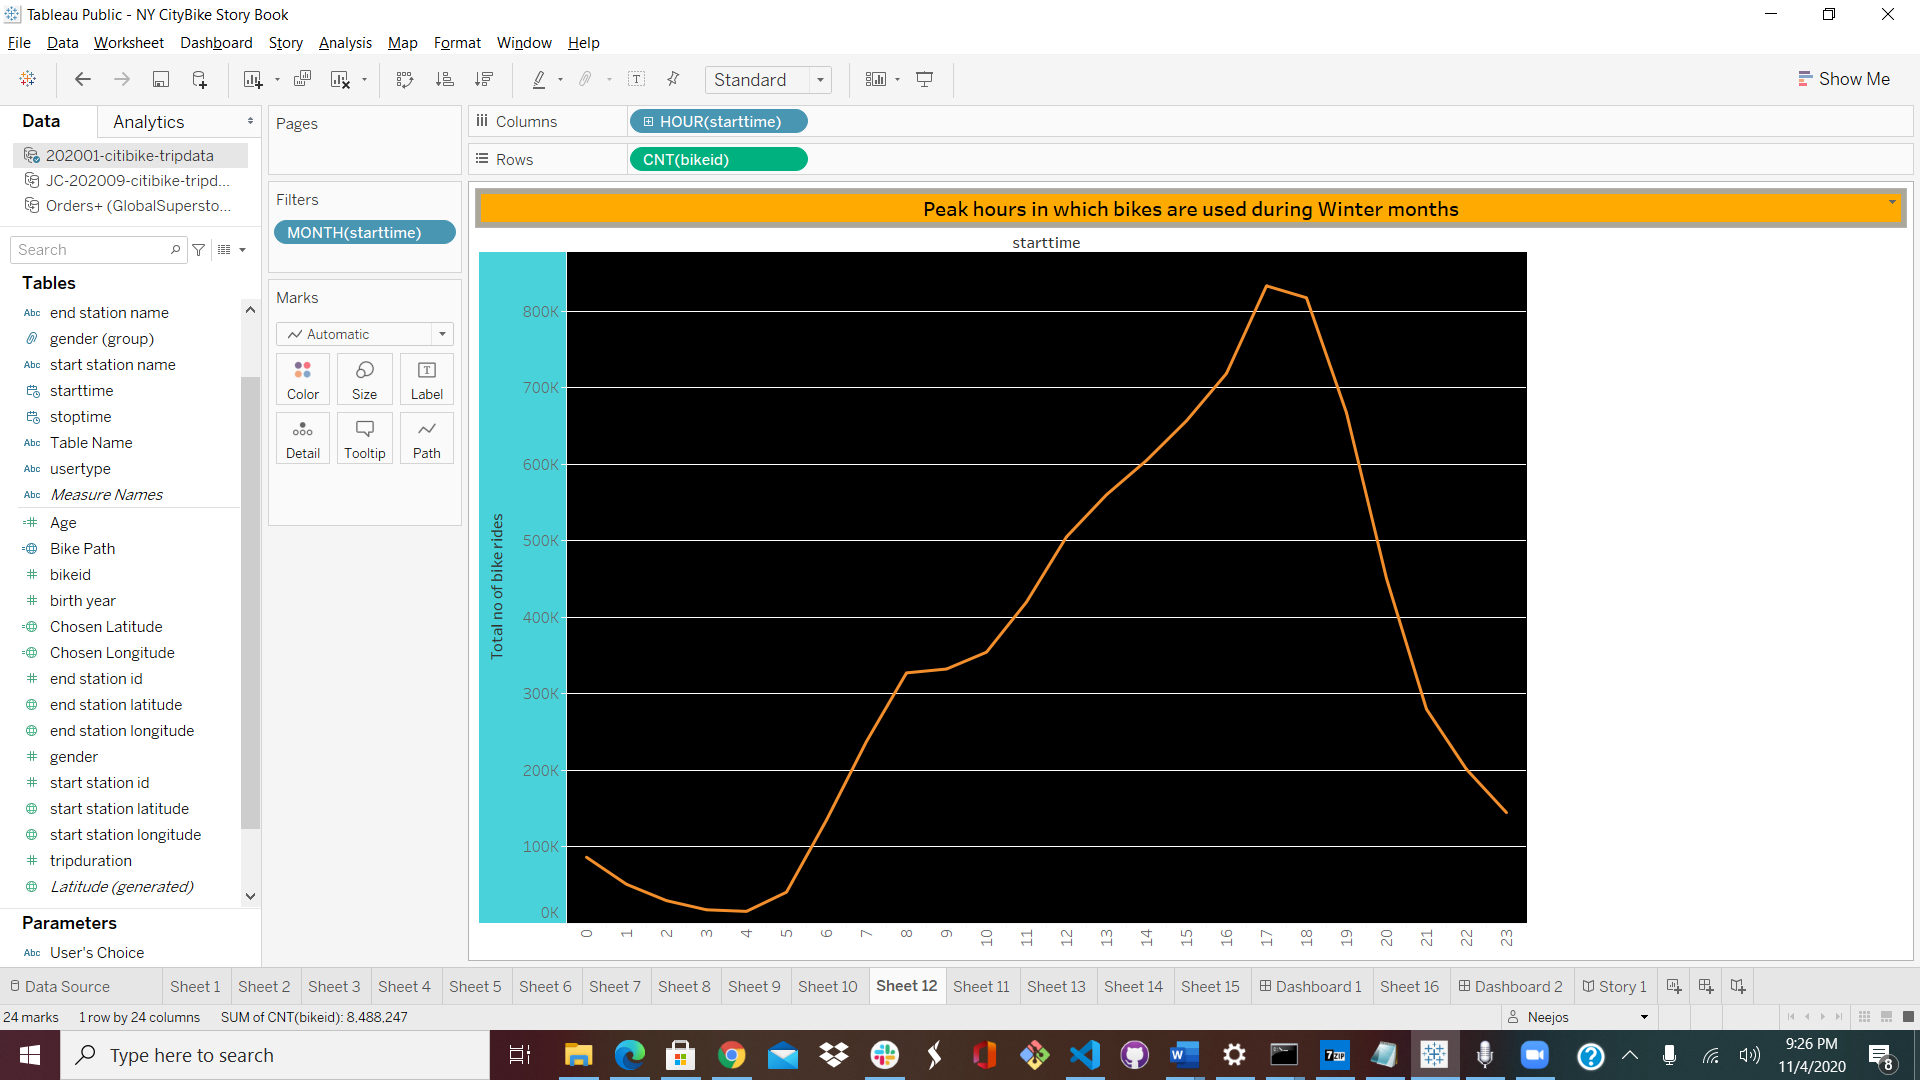 Tableau Public - NY CityBike Story Book
File Data Worksheet Dashboard Story Analysis Map Format Window Help
Standard
Show Me
Data Analytics
202001-citibike-tripdata
JC-202009-citibike-tripd...
Orders+ (GlobalSupersto...
Search
Tables
Abc end station name
gender (group)
Abc start station name
starttime
stoptime
Abc Table Name
Abc usertype
Abc Measure Names
Age
Bike Path
bikeid
birth year
Chosen Latitude
Chosen Longitude
end station id
end station latitude
end station longitude
gender
start station id
start station latitude
start station longitude
tripduration
Latitude (generated)
Parameters
Abc User's Choice
Pages
Filters
MONTH(starttime)
Marks
Automatic
Color Size Label
Detail Tooltip Path
Columns HOUR(starttime)
Rows CNT(bikeid)
Peak hours in which bikes are used during Winter months
starttime
Total no of bike rides
800K
700K
600K
500K
400K
300K
200K
100K
0K
0 1 2 3 4 5 6 7 8 9 10 11 12 13 14 15 16 17 18 19 20 21 22 23
Data Source Sheet 1 Sheet 2 Sheet 3 Sheet 4 Sheet 5 Sheet 6 Sheet 7 Sheet 8 Sheet 9 Sheet 10 Sheet 12 Sheet 11 Sheet 13 Sheet 14 Sheet 15 Dashboard 1 Sheet 16 Dashboard 2 Story 1
24 marks 1 row by 24 columns SUM of CNT(bikeid): 8,488,247
Neejos
Type here to search
7ZIP
9:26 PM
11/4/2020
8